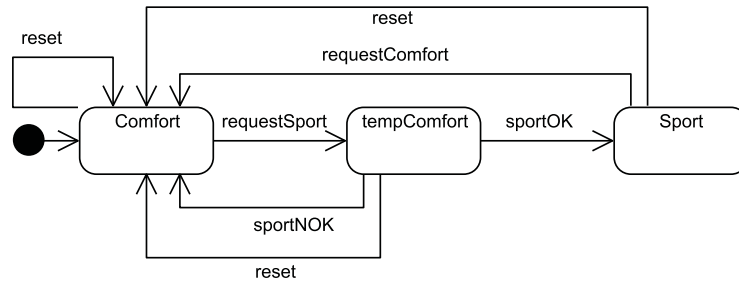 reset
reset
requestComfort
Comfort
requestSport
tempComfort
sportOK
Sport
sportNOK
reset